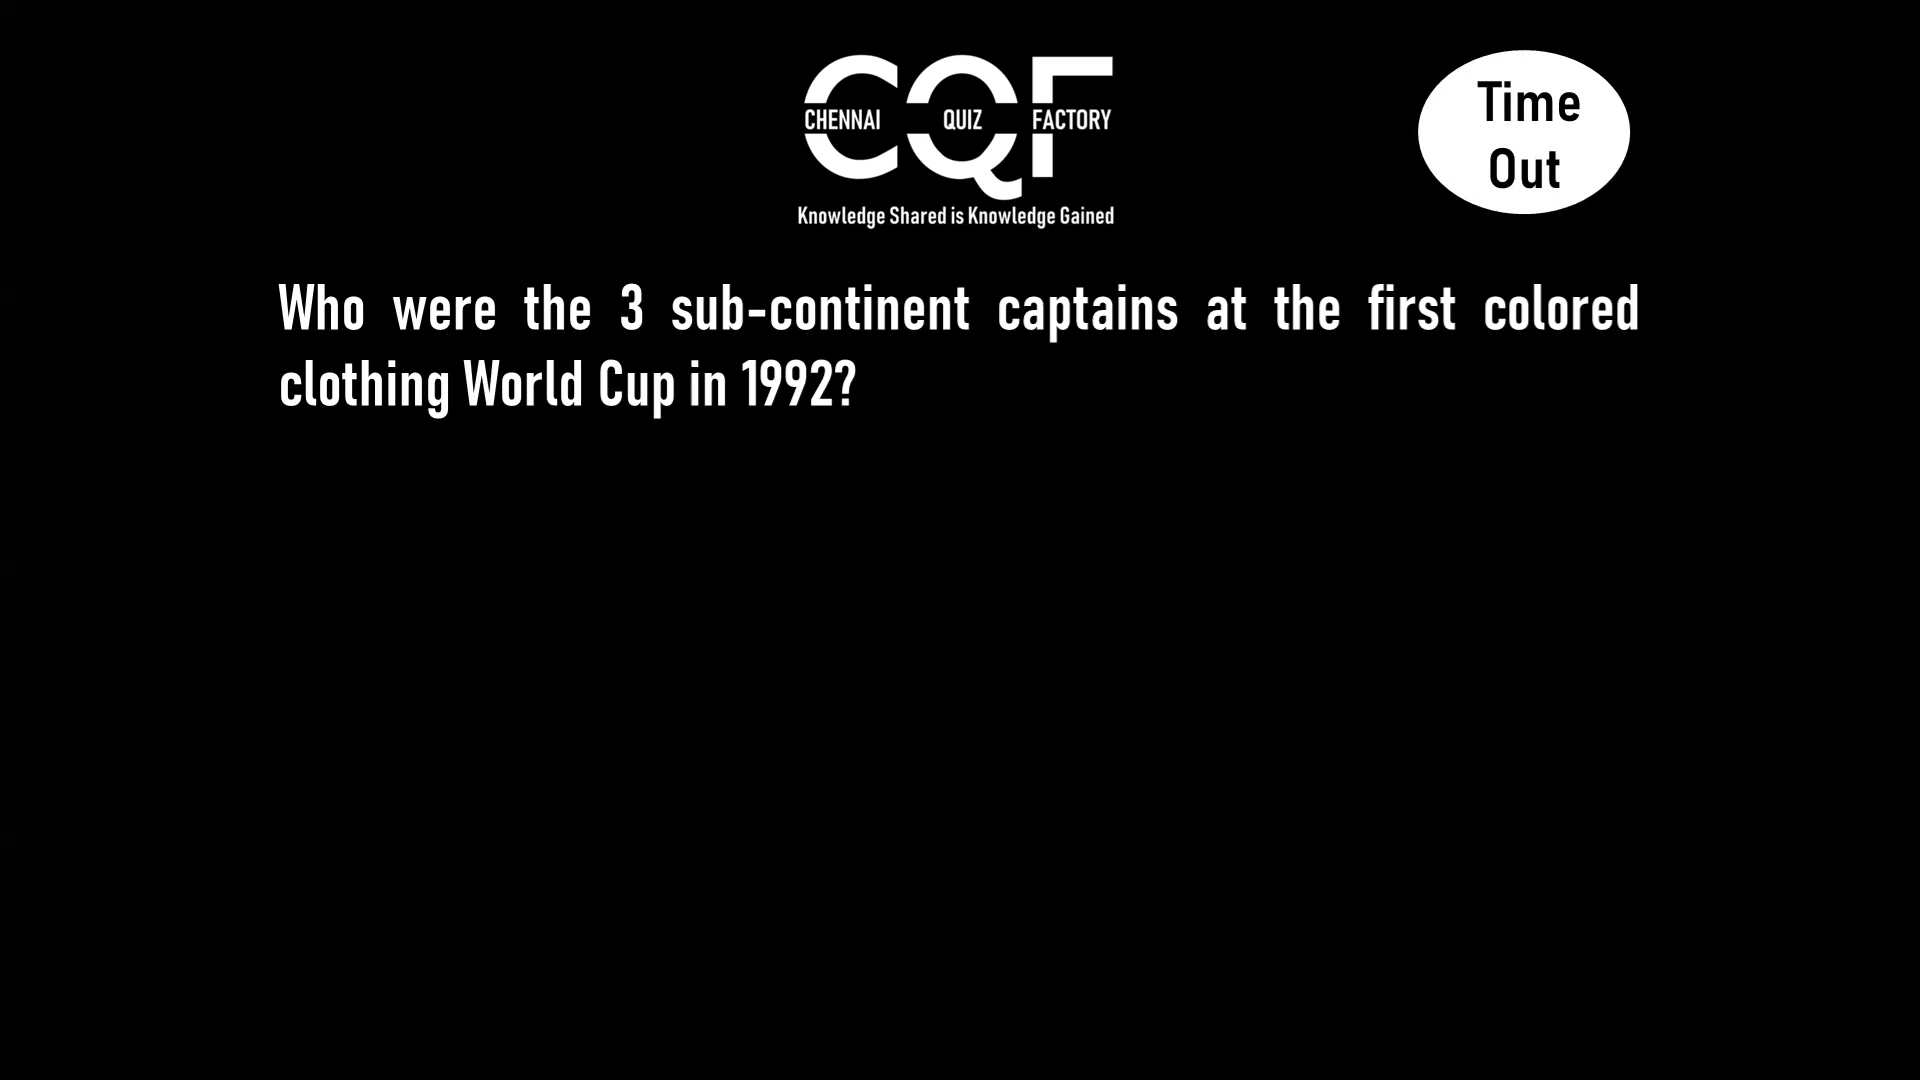 CHENNAI QUIZ FACTORY
Knowledge Shared is Knowledge Gained
Time
Out
Who were the 3 sub-continent captains at the first colored
clothing World Cup in 1992?